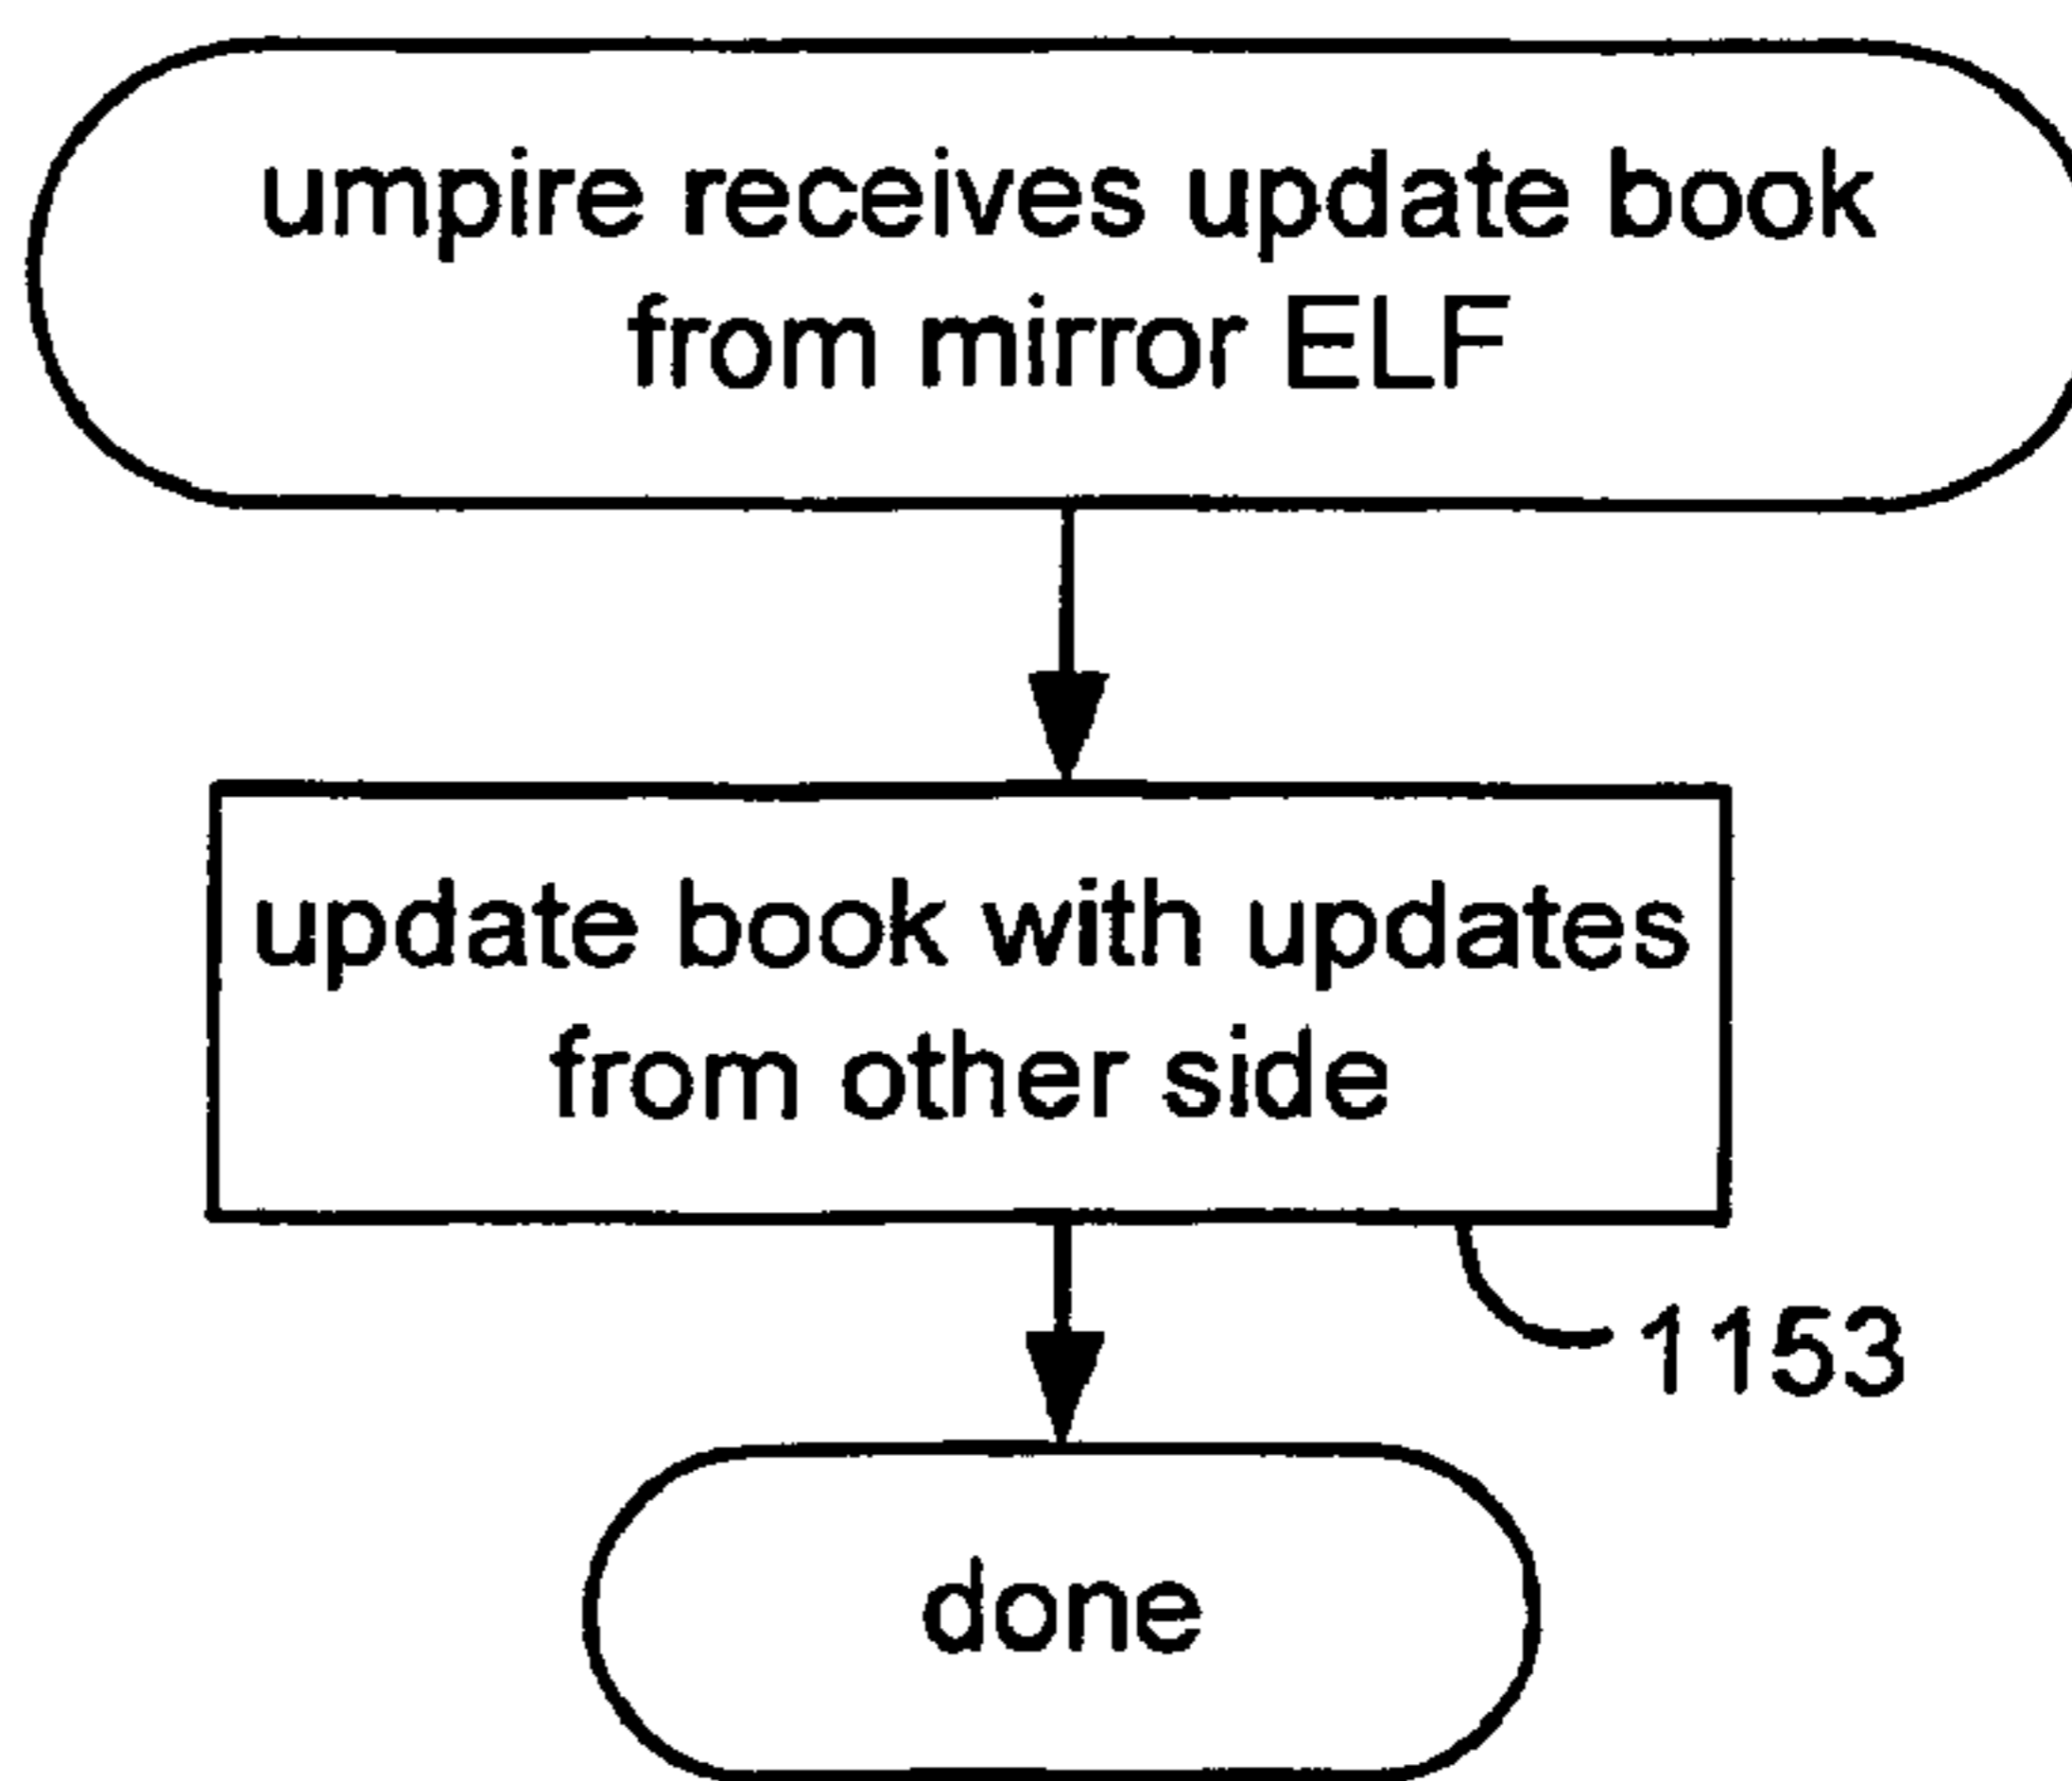 umpire receives update book
from mirror ELF
update book with updates
from other side
1153
done